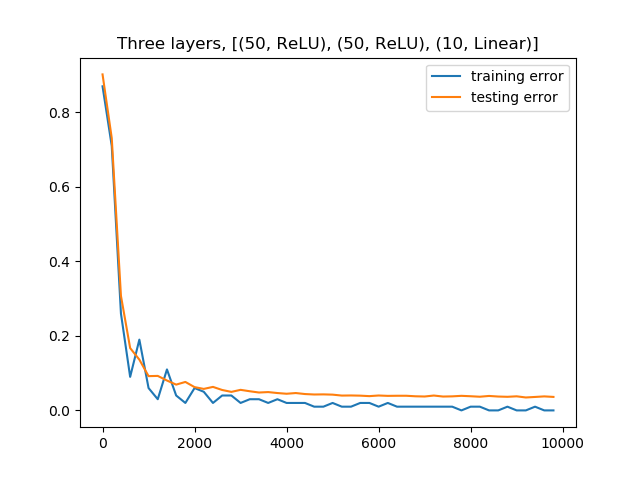 Three layers, [(50, ReLU), (50, ReLU), (10, Linear)]
training error
testing error
0.8
0.6
0.4
0.2
0.0
0 2000 4000 6000 8000 10000